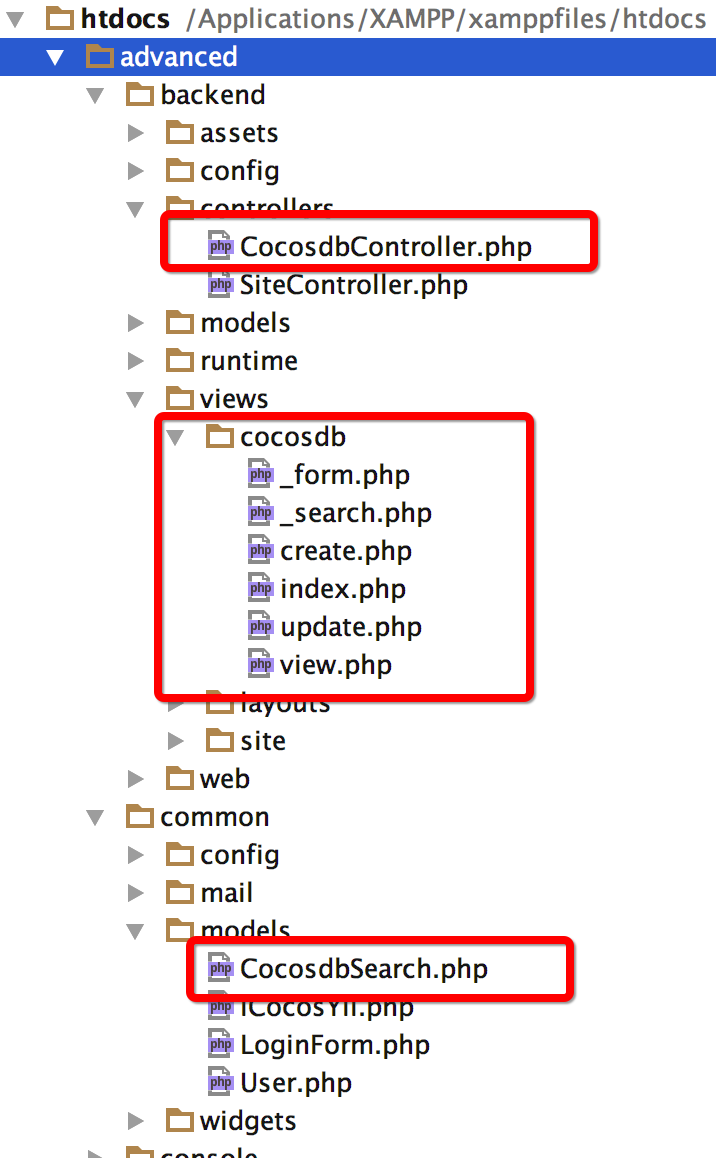 htdocs /Applications/XAMPP/xamppfiles/htdocs
advanced
backend
assets
config
controllers
php CocosdbController.php
php SiteController.php
models
runtime
views
cocosdb
php _form.php
php _search.php
php create.php
php index.php
php update.php
php view.php
layouts
site
web
common
config
mail
models
php CocosdbSearch.php
php ICocosYii.php
php LoginForm.php
php User.php
widgets
console